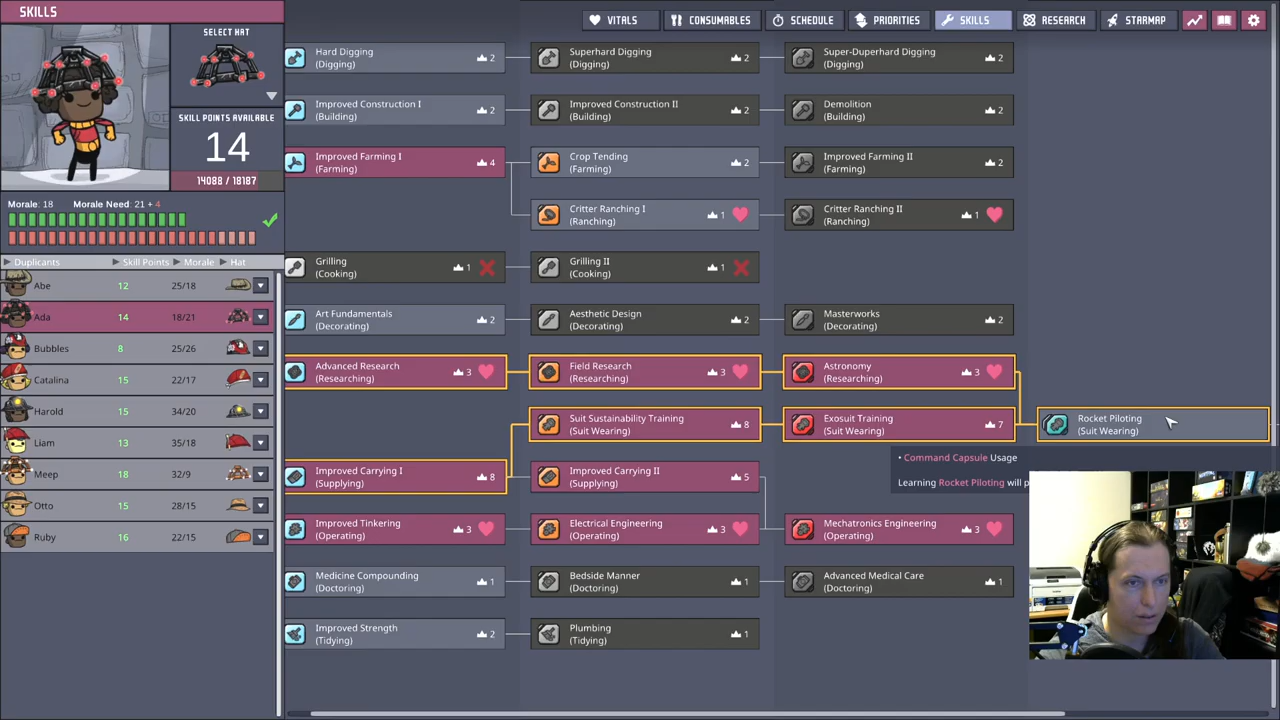 SKILLS
VITALS
CONSUMABLES
SCHEDULE
PRIORITIES
SKILLS
RESEARCH
STARMAP
SELECT HAT
SKILL POINTS AVAILABLE
14
14088 / 18187
Morale: 18
Morale Need: 21 + 4
Duplicants
Skill Points
Morale
Hat
Abe 12 25/18
Ada 14 18/21
Bubbles 8 25/26
Catalina 15 22/17
Harold 15 34/20
Liam 13 35/18
Meep 18 32/9
Otto 15 28/15
Ruby 16 22/15
Hard Digging
(Digging) 2
Superhard Digging
(Digging) 2
Super-Duperhard Digging
(Digging) 2
Improved Construction I
(Building) 2
Improved Construction II
(Building) 2
Demolition
(Building) 2
Improved Farming I
(Farming) 4
Crop Tending
(Farming) 2
Improved Farming II
(Farming) 2
Critter Ranching I
(Ranching) 1
Critter Ranching II
(Ranching) 1
Grilling
(Cooking) 1
Grilling II
(Cooking) 1
Art Fundamentals
(Decorating) 2
Aesthetic Design
(Decorating) 2
Masterworks
(Decorating) 2
Advanced Research
(Researching) 3
Field Research
(Researching) 3
Astronomy
(Researching) 3
Suit Sustainability Training
(Suit Wearing) 8
Exosuit Training
(Suit Wearing) 7
Rocket Piloting
(Suit Wearing)
• Command Capsule Usage
Learning Rocket Piloting will p
Improved Carrying I
(Supplying) 8
Improved Carrying II
(Supplying) 5
Improved Tinkering
(Operating) 3
Electrical Engineering
(Operating) 3
Mechatronics Engineering
(Operating) 3
Medicine Compounding
(Doctoring) 1
Bedside Manner
(Doctoring) 1
Advanced Medical Care
(Doctoring) 1
Improved Strength
(Tidying) 2
Plumbing
(Tidying) 1